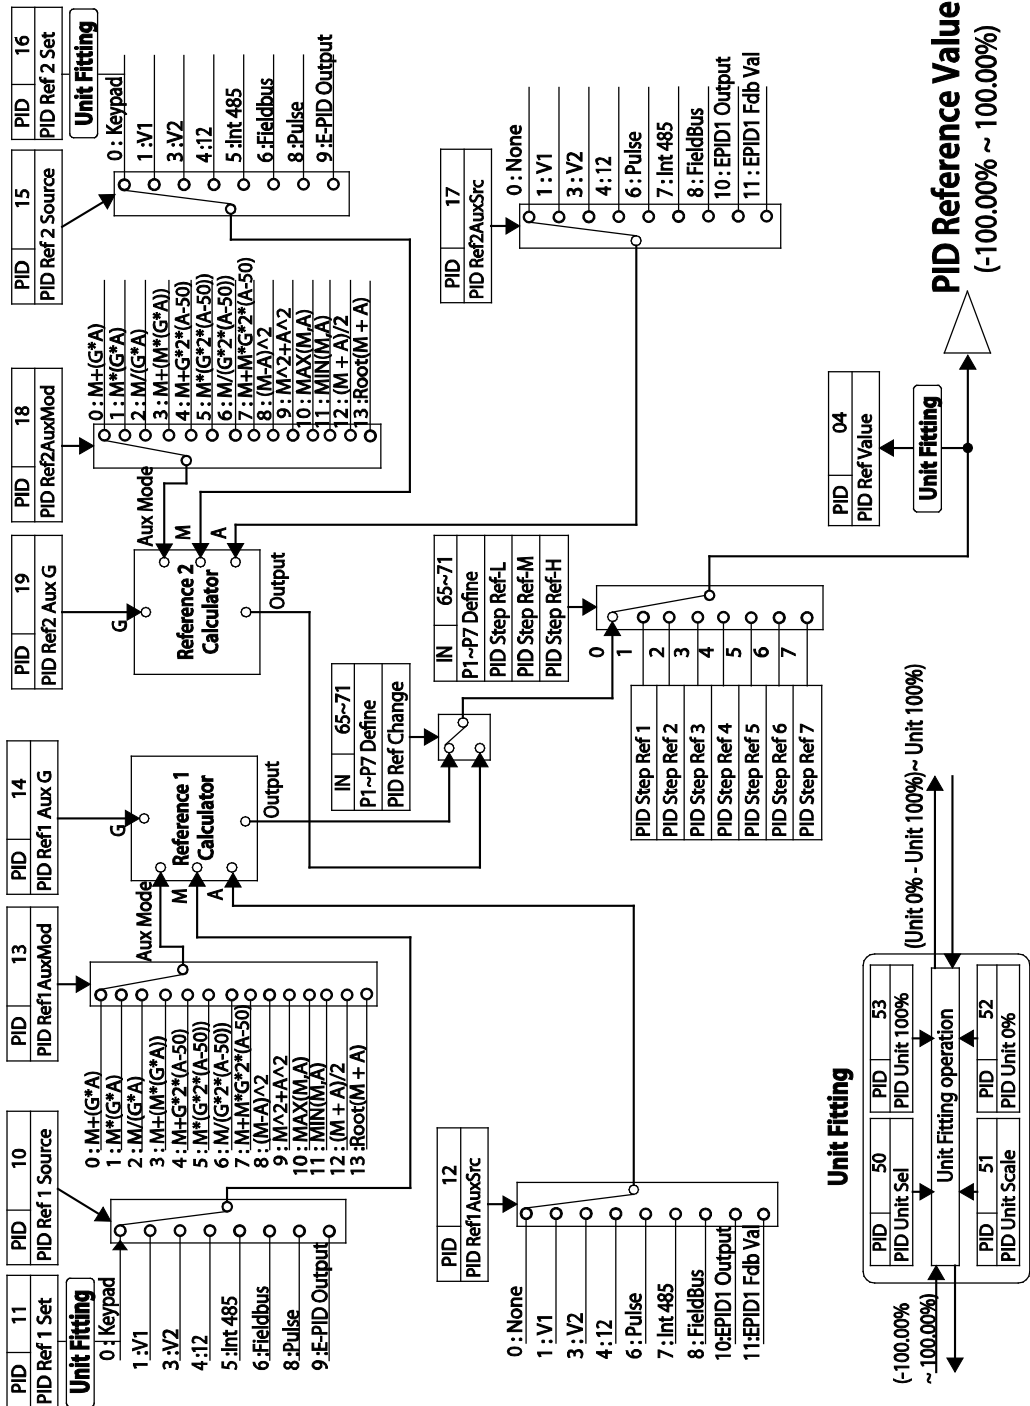 PID 11
PID Ref 1 Set
Unit Fitting
PID 10
PID Ref 1 Source
0 : Keypad
1 :V1
3 :V2
4:12
5 :Int 485
6:Fieldbus
8:Pulse
9:E-PID Output
PID 13
PID Ref1AuxMod
0 : M+(G*A)
1 : M*(G*A)
2 : M/(G*A)
3 : M+(M*(G*A))
4 : M+G*2*(A-50)
5 : M*(G*2*(A-50))
6 : M/(G*2*(A-50))
7 : M+M*G*2*(A-50)
8 : (M-A)^2
9 : M^2+A^2
10 : MAX(M,A)
11 : MIN(M,A)
12 : (M + A)/2
13 :Root(M + A)
PID 14
PID Ref1 Aux G
Aux Mode
M
A
G
Reference 1
Calculator
Output
PID 12
PID Ref1AuxSrc
0 : None
1 : V1
3 : V2
4 : 12
6 : Pulse
7 : Int 485
8 : FieldBus
10:EPID1 Output
11:EPID1 Fdb Val
PID 19
PID Ref2 Aux G
PID 18
PID Ref2AuxMod
0 : M+(G*A)
1 : M*(G*A)
2 : M/(G*A)
3 : M+(M*(G*A))
4 : M+G*2*(A-50)
5 : M*(G*2*(A-50))
6 : M/(G*2*(A-50))
7 : M+M*G*2*(A-50)
8 : (M-A)^2
9 : M^2+A^2
10 : MAX(M,A)
11 : MIN(M,A)
12 : (M + A)/2
13 :Root(M + A)
G
Aux Mode
M
A
Reference 2
Calculator
Output
PID 15
PID Ref 2 Source
PID 16
PID Ref 2 Set
Unit Fitting
0 : Keypad
1 :V1
3 :V2
4:12
5 :Int 485
6:Fieldbus
8:Pulse
9:E-PID Output
PID 17
PID Ref2AuxSrc
0 : None
1 : V1
3 : V2
4 : 12
6 : Pulse
7 : Int 485
8 : FieldBus
10 : EPID1 Output
11 : EPID1 Fdb Val
IN 65~71
P1~P7 Define
PID Ref Change
IN 65~71
P1~P7 Define
PID Step Ref-L
PID Step Ref-M
PID Step Ref-H
0
1
2
3
4
5
6
7
PID Step Ref 1
PID Step Ref 2
PID Step Ref 3
PID Step Ref 4
PID Step Ref 5
PID Step Ref 6
PID Step Ref 7
PID 04
PID Ref Value
Unit Fitting
PID Reference Value
(-100.00% ~ 100.00%)
Unit Fitting
PID 50
PID Unit Sel
PID 53
PID Unit 100%
Unit Fitting operation
PID 51
PID Unit Scale
PID 52
PID Unit 0%
(-100.00%
~ 100.00%)
(Unit 0% - Unit 100%) ~ Unit 100%)